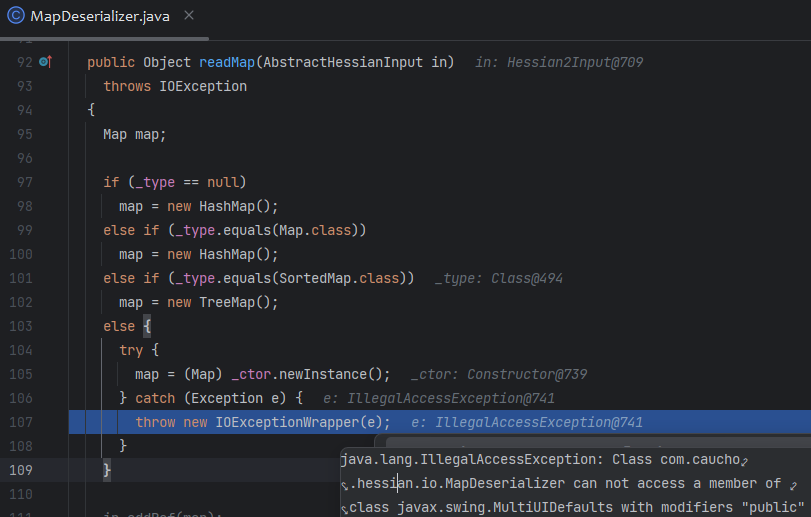 MapDeserializer.java
92 public Object readMap(AbstractHessianInput in) in: Hessian2Input@709
93 throws IOException
94 {
95 Map map;
96
97 if (_type == null)
98 map = new HashMap();
99 else if (_type.equals(Map.class))
100 map = new HashMap();
101 else if (_type.equals(SortedMap.class)) _type: Class@494
102 map = new TreeMap();
103 else {
104 try {
105 map = (Map) _ctor.newInstance(); _ctor: Constructor@739
106 } catch (Exception e) { e: IllegalAccessException@741
107 throw new IOExceptionWrapper(e); e: IllegalAccessException@741
108 }
java.lang.IllegalAccessException: Class com.caucho
109 }
.hessian.io.MapDeserializer can not access a member of
110
.class javax.swing.MultiUIDefaults with modifiers "public"